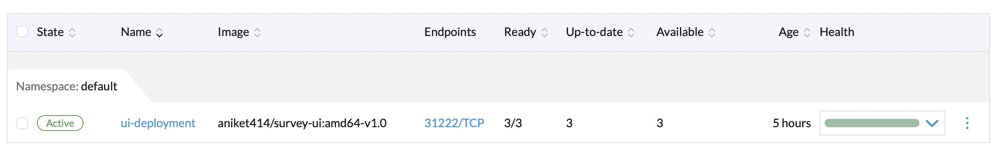 State Name Image Endpoints Ready Up-to-date Available Age Health
Namespace: default
Active ui-deployment aniket414/survey-ui:amd64-v1.0 31222/TCP 3/3 3 3 5 hours